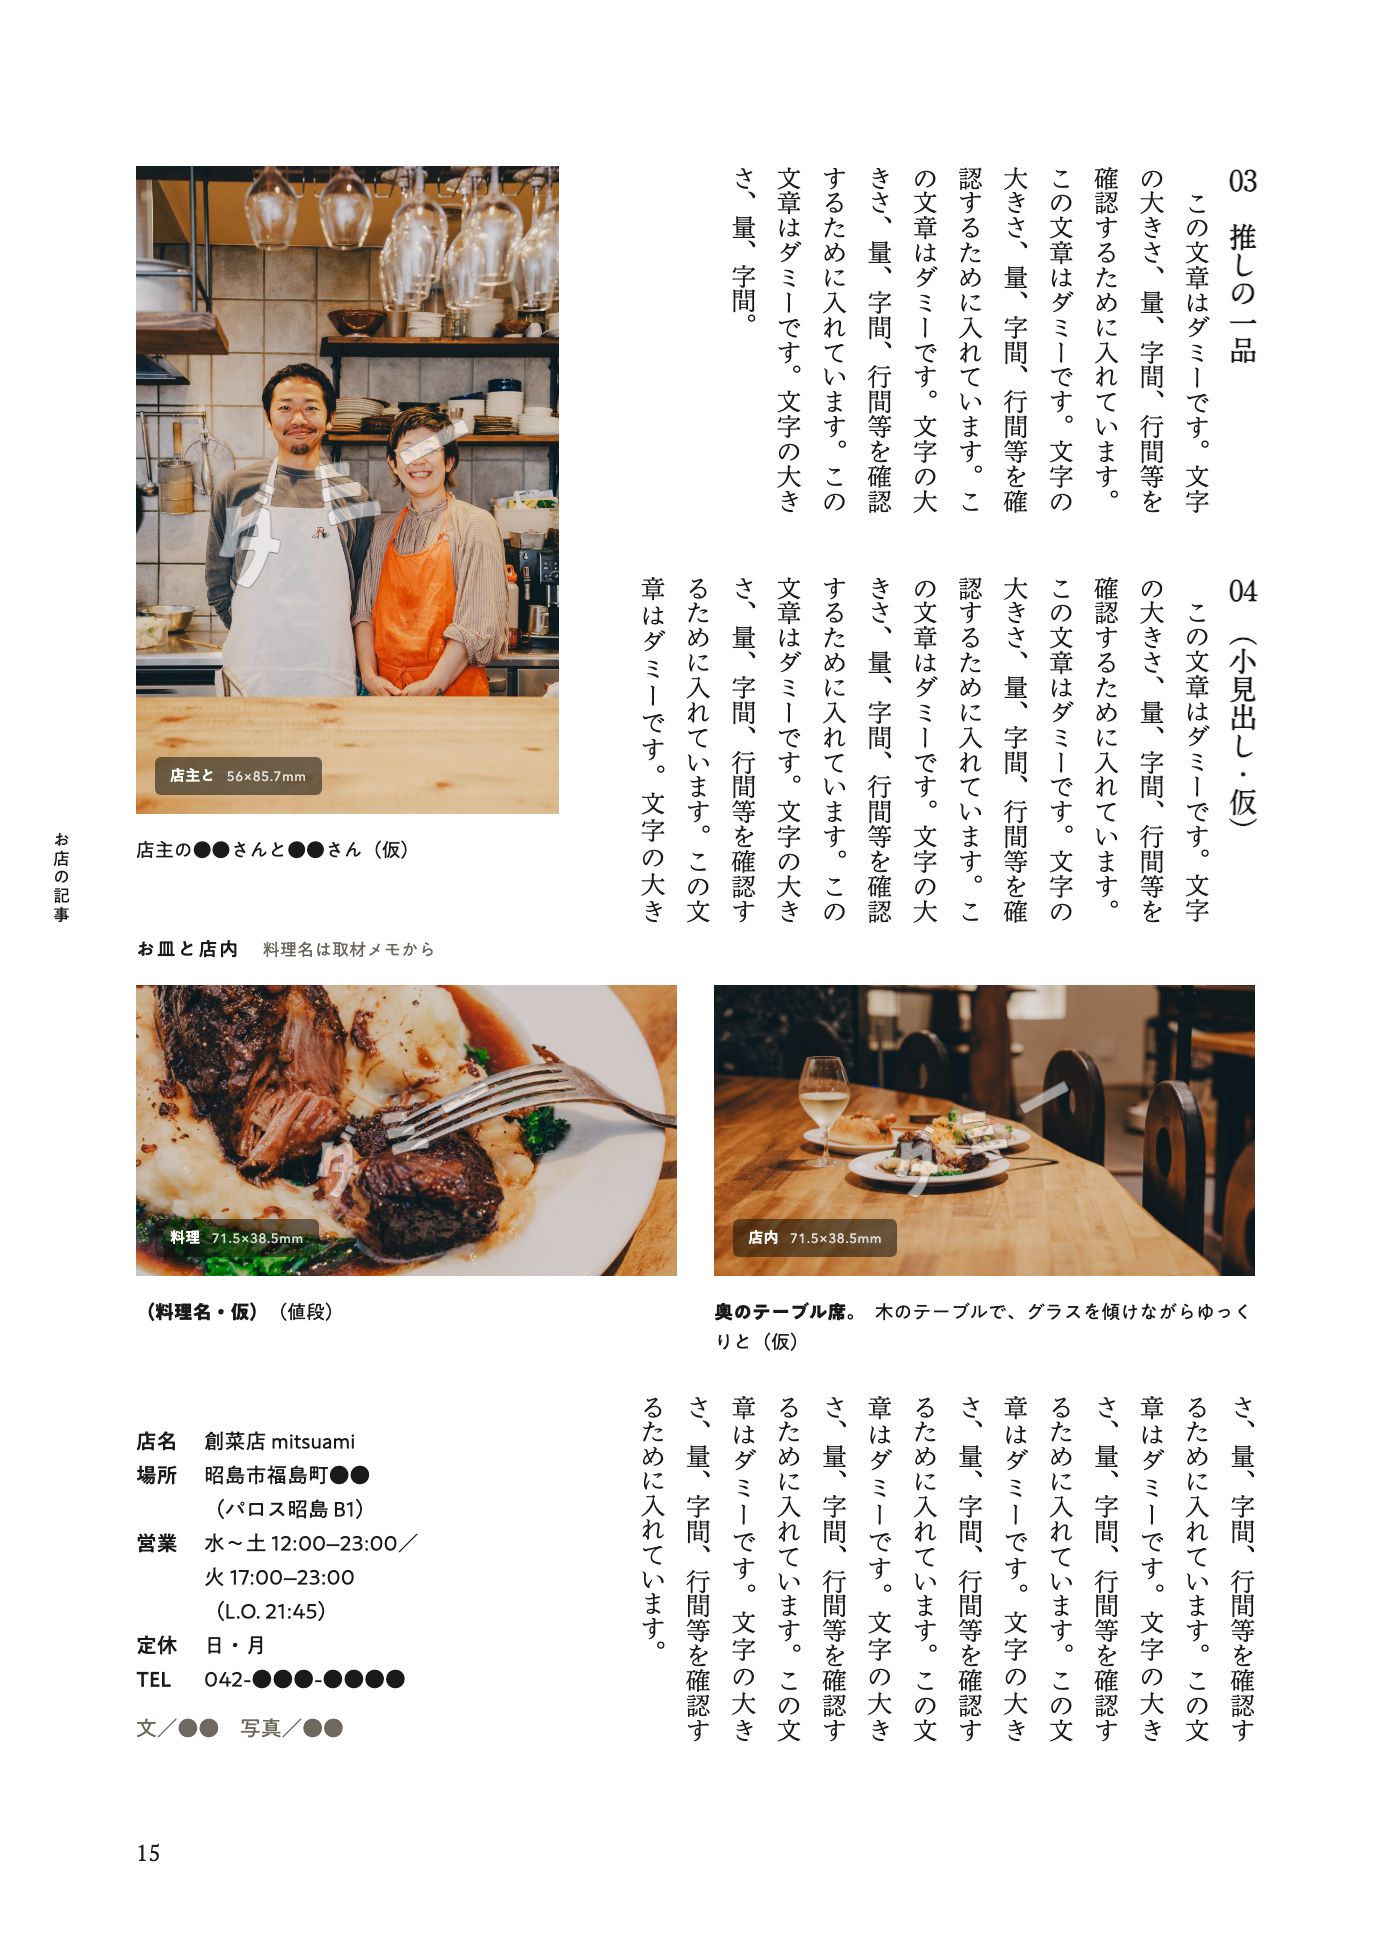 03　推しの一品
　この文章はダミーです。文字
の大きさ、量、字間、行間等を
確認するために入れています。
この文章はダミーです。文字の
大きさ、量、字間、行間等を確
認するために入れています。こ
の文章はダミーです。文字の大
きさ、量、字間、行間等を確認
するために入れています。この
文章はダミーです。文字の大き
さ、量、字間。
04　（小見出し・仮）
　この文章はダミーです。文字
の大きさ、量、字間、行間等を
確認するために入れています。
この文章はダミーです。文字の
大きさ、量、字間、行間等を確
認するために入れています。こ
の文章はダミーです。文字の大
きさ、量、字間、行間等を確認
するために入れています。この
文章はダミーです。文字の大き
さ、量、字間、行間等を確認す
るために入れています。この文
章はダミーです。文字の大き
さ、量、字間、行間等を確認す
るために入れています。この文
章はダミーです。文字の大き
さ、量、字間、行間等を確認す
るために入れています。この文
章はダミーです。文字の大き
さ、量、字間、行間等を確認す
るために入れています。この文
章はダミーです。文字の大き
さ、量、字間、行間等を確認す
るために入れています。この文
章はダミーです。文字の大き
さ、量、字間、行間等を確認す
るために入れています。
ダミー
店主と　56×85.7mm
店主の●●さんと●●さん（仮）
お店の記事
お皿と店内　料理名は取材メモから
ダミー
料理　71.5×38.5mm
（料理名・仮）（値段）
ダミー
店内　71.5×38.5mm
奥のテーブル席。　木のテーブルで、グラスを傾けながらゆっく
りと（仮）
店名　創菜店 mitsuami
場所　昭島市福島町●●
（パロス昭島 B1）
営業　水〜土 12:00–23:00／
火 17:00–23:00
（L.O. 21:45）
定休　日・月
TEL　042-●●●-●●●●
文／●●　写真／●●
15